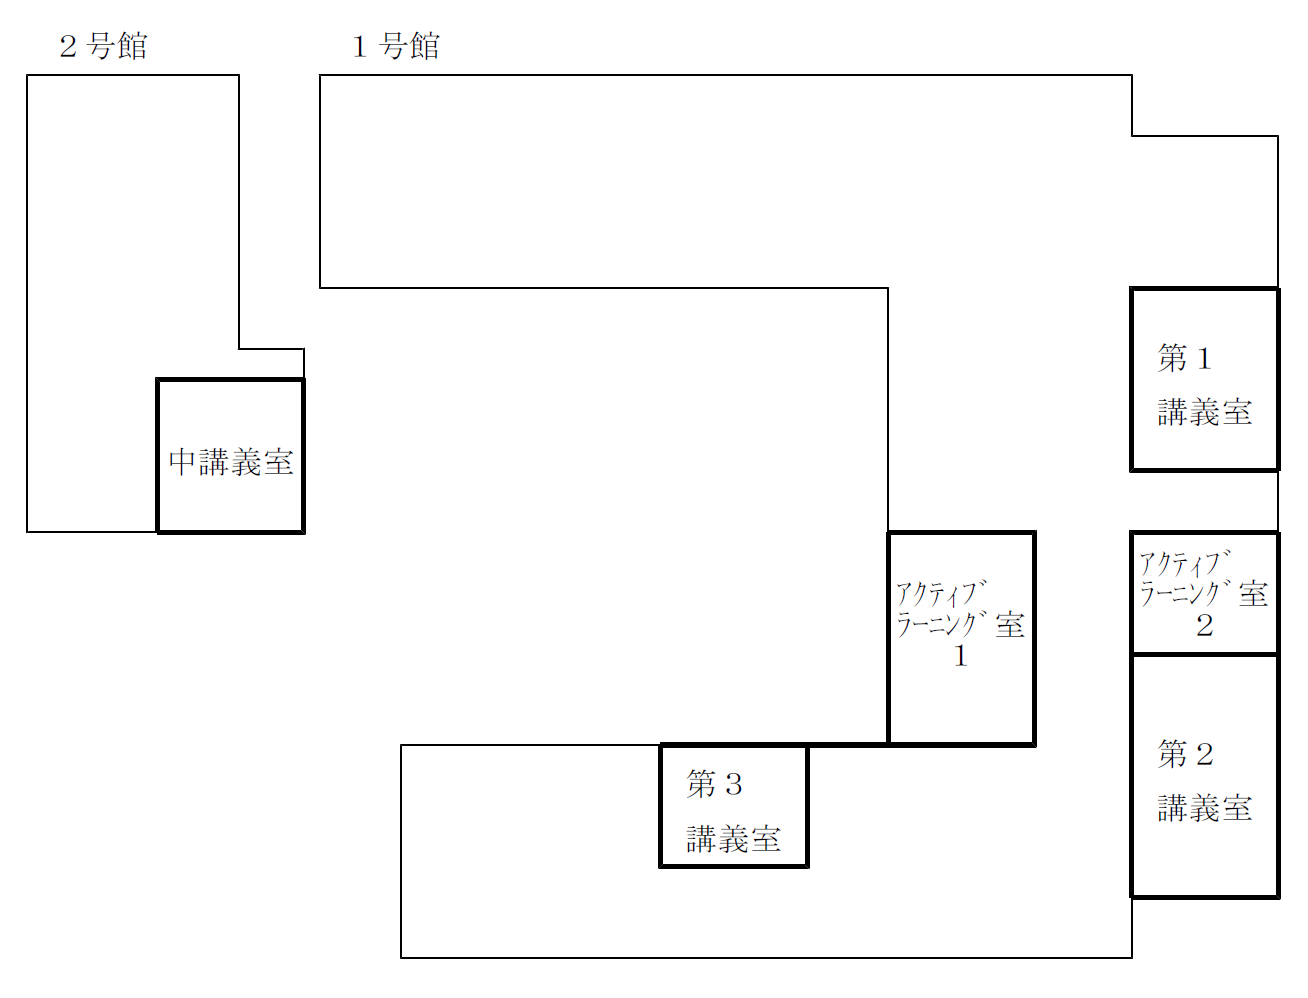 ２号館
１号館
第１
講義室
中講義室
ｱｸﾃｨﾌﾞ
ﾗｰﾆﾝｸﾞ室
２
ｱｸﾃｨﾌﾞ
ﾗｰﾆﾝｸﾞ室
１
第２
講義室
第３
講義室